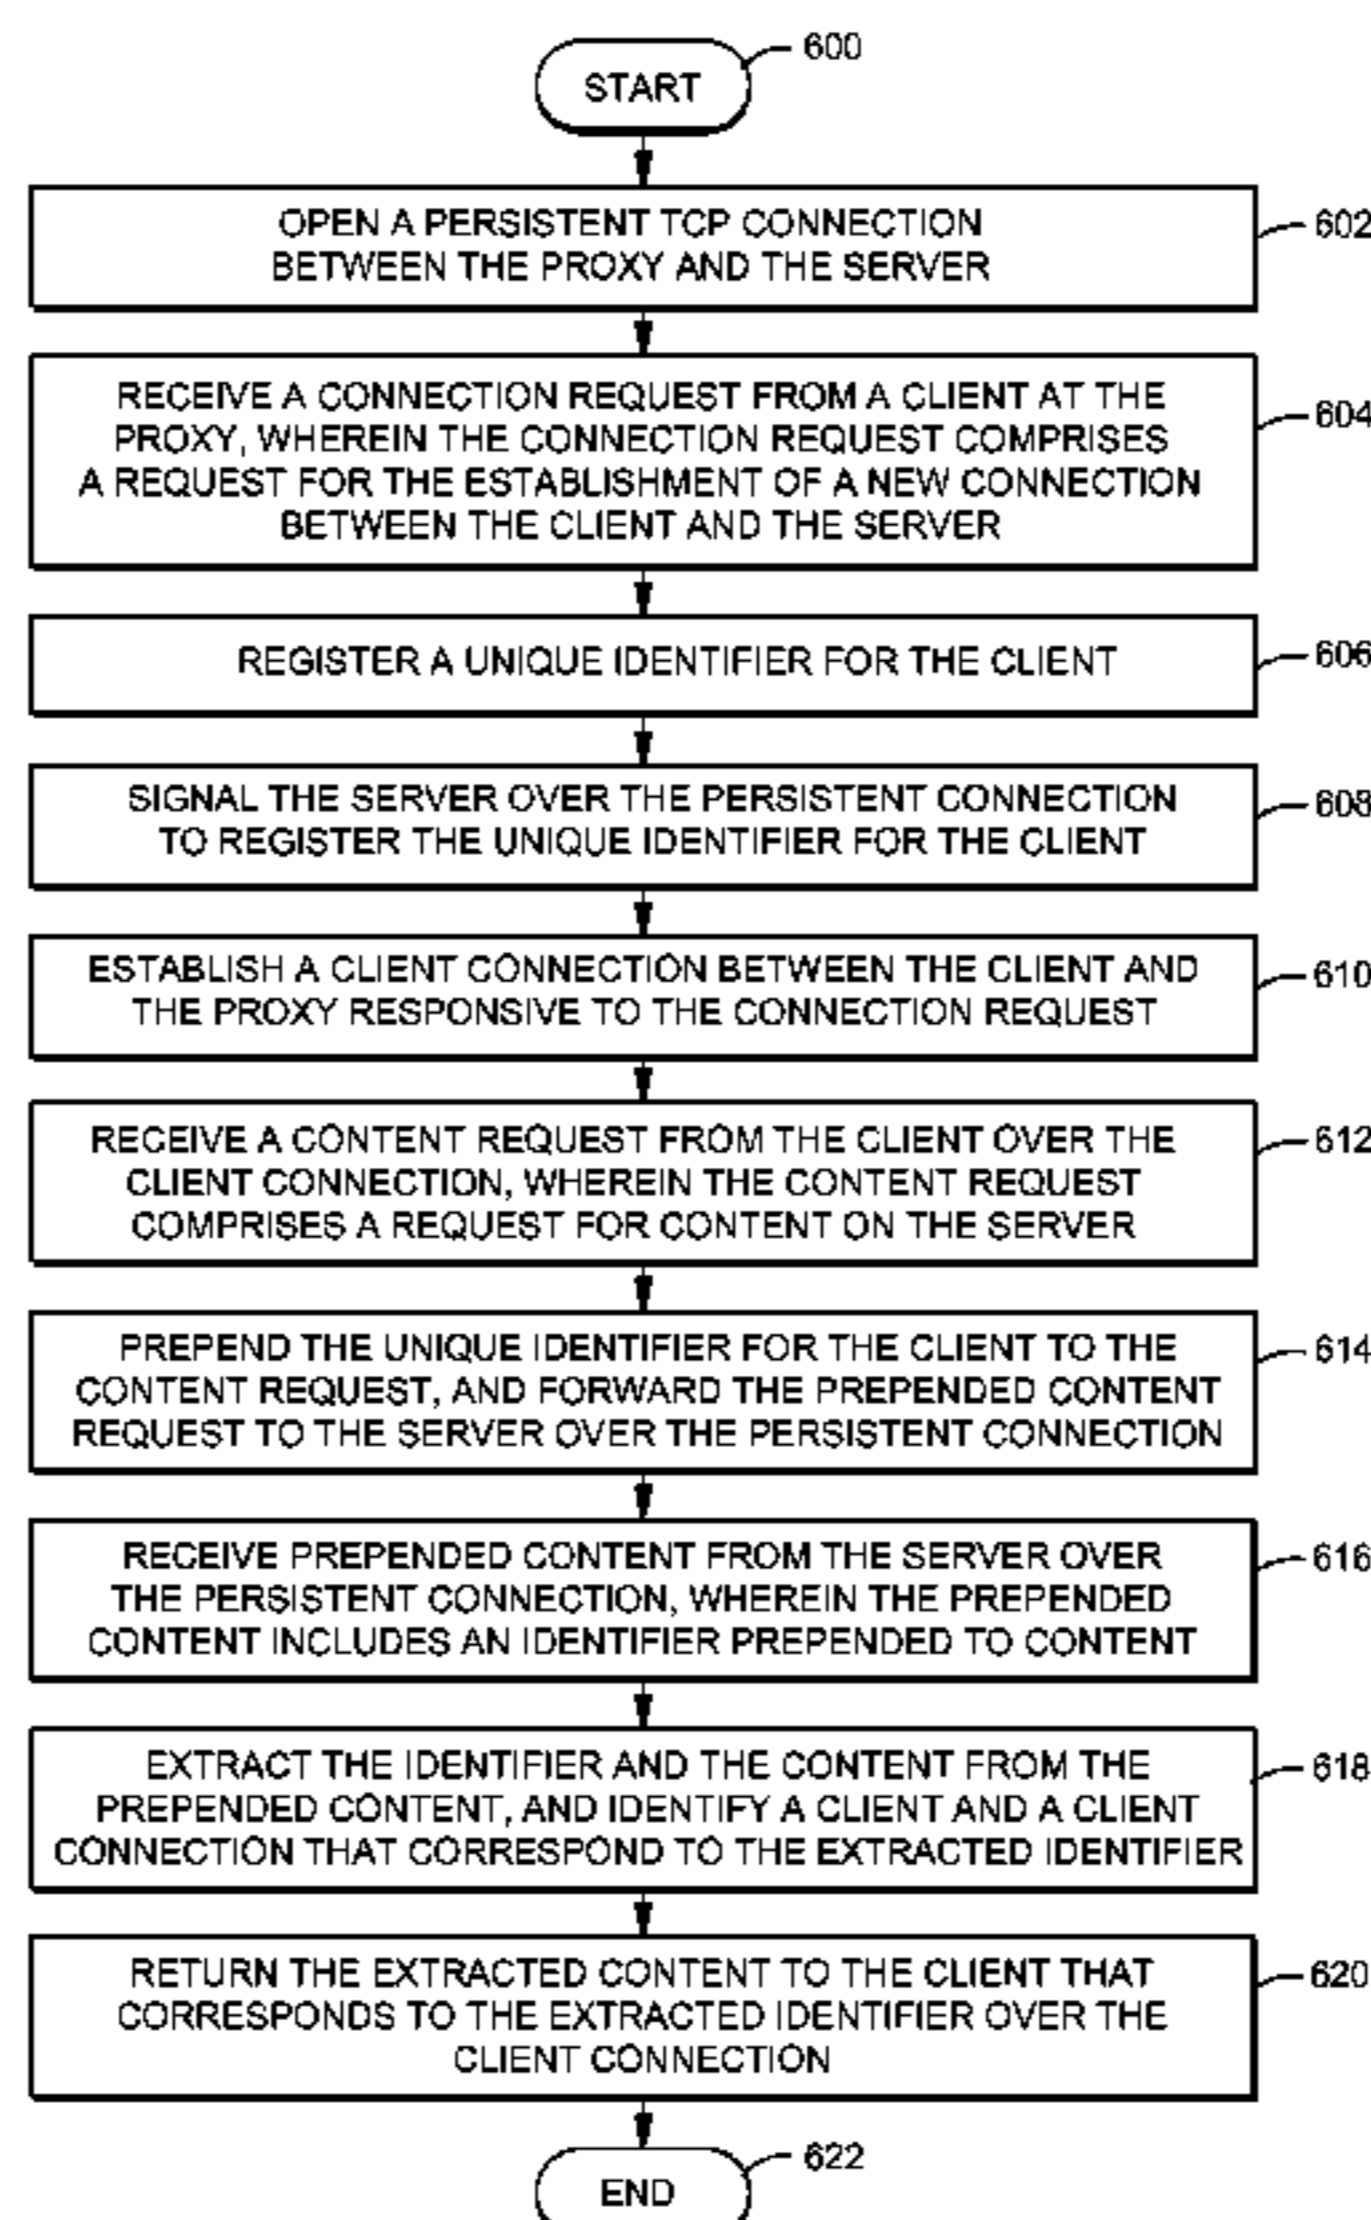 600
START
OPEN A PERSISTENT TCP CONNECTION
BETWEEN THE PROXY AND THE SERVER
602
RECEIVE A CONNECTION REQUEST FROM A CLIENT AT THE
PROXY, WHEREIN THE CONNECTION REQUEST COMPRISES
A REQUEST FOR THE ESTABLISHMENT OF A NEW CONNECTION
BETWEEN THE CLIENT AND THE SERVER
604
REGISTER A UNIQUE IDENTIFIER FOR THE CLIENT
606
SIGNAL THE SERVER OVER THE PERSISTENT CONNECTION
TO REGISTER THE UNIQUE IDENTIFIER FOR THE CLIENT
608
ESTABLISH A CLIENT CONNECTION BETWEEN THE CLIENT AND
THE PROXY RESPONSIVE TO THE CONNECTION REQUEST
610
RECEIVE A CONTENT REQUEST FROM THE CLIENT OVER THE
CLIENT CONNECTION, WHEREIN THE CONTENT REQUEST
COMPRISES A REQUEST FOR CONTENT ON THE SERVER
612
PREPEND THE UNIQUE IDENTIFIER FOR THE CLIENT TO THE
CONTENT REQUEST, AND FORWARD THE PREPENDED CONTENT
REQUEST TO THE SERVER OVER THE PERSISTENT CONNECTION
614
RECEIVE PREPENDED CONTENT FROM THE SERVER OVER
THE PERSISTENT CONNECTION, WHEREIN THE PREPENDED
CONTENT INCLUDES AN IDENTIFIER PREPENDED TO CONTENT
616
EXTRACT THE IDENTIFIER AND THE CONTENT FROM THE
PREPENDED CONTENT, AND IDENTIFY A CLIENT AND A CLIENT
CONNECTION THAT CORRESPOND TO THE EXTRACTED IDENTIFIER
618
RETURN THE EXTRACTED CONTENT TO THE CLIENT THAT
CORRESPONDS TO THE EXTRACTED IDENTIFIER OVER THE
CLIENT CONNECTION
620
622
END